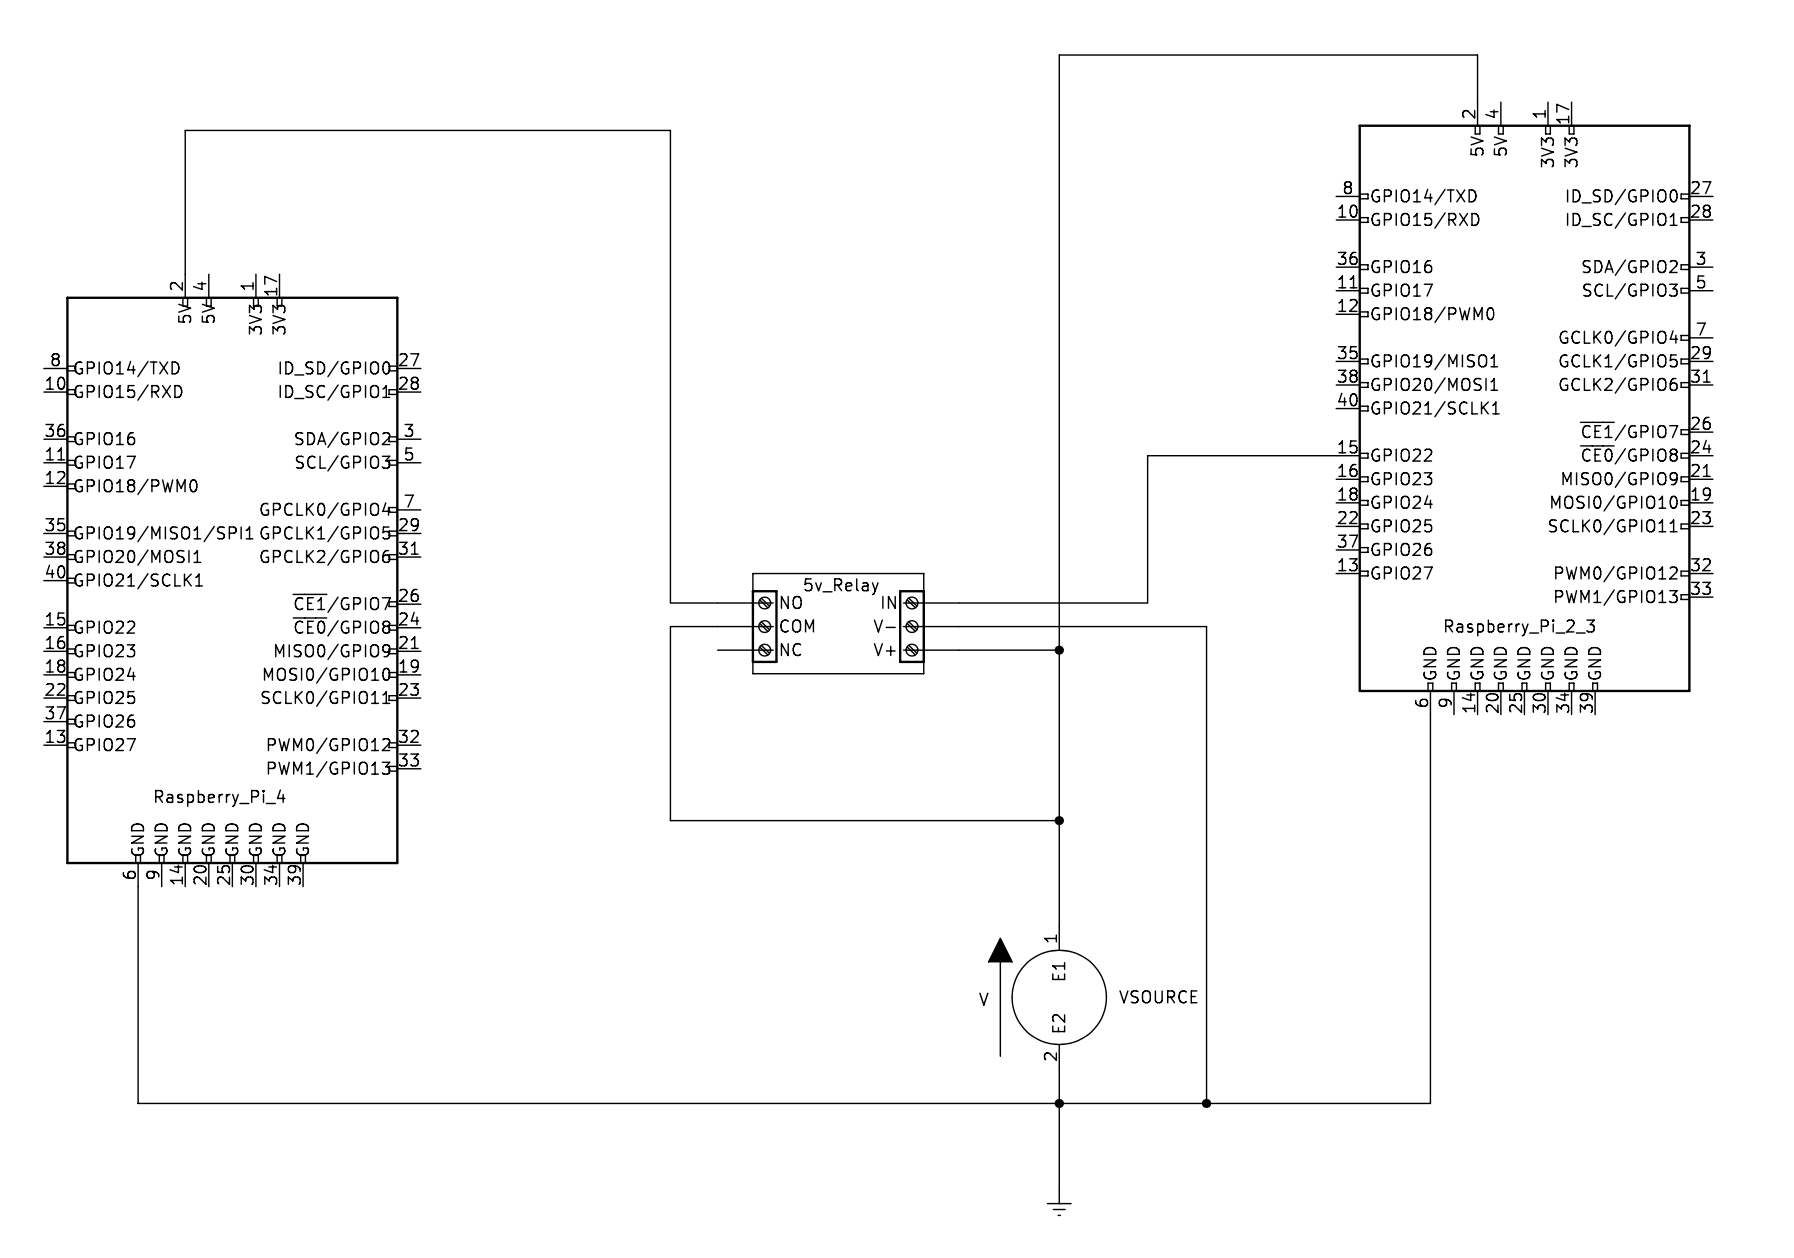 2 4 1 17
5V 5V 3V3 3V3
8 GPIO14/TXD ID_SD/GPIO0 27
10 GPIO15/RXD ID_SC/GPIO1 28
36 GPIO16 SDA/GPIO2 3
11 GPIO17 SCL/GPIO3 5
12 GPIO18/PWM0
GPCLK0/GPIO4 7
35 GPIO19/MISO1/SPI1 GPCLK1/GPIO5 29
38 GPIO20/MOSI1 GPCLK2/GPIO6 31
40 GPIO21/SCLK1
CE1/GPIO7 26
15 GPIO22 CE0/GPIO8 24
16 GPIO23 MISO0/GPIO9 21
18 GPIO24 MOSI0/GPIO10 19
22 GPIO25 SCLK0/GPIO11 23
37 GPIO26
13 GPIO27 PWM0/GPIO12 32
PWM1/GPIO13 33
Raspberry_Pi_4
GND GND GND GND GND GND GND GND
6 9 14 20 25 30 34 39
5v_Relay
NO IN
COM V-
NC V+
1
E1
V VSOURCE
E2
2
2 4 1 17
5V 5V 3V3 3V3
8 GPIO14/TXD ID_SD/GPIO0 27
10 GPIO15/RXD ID_SC/GPIO1 28
36 GPIO16 SDA/GPIO2 3
11 GPIO17 SCL/GPIO3 5
12 GPIO18/PWM0
GCLK0/GPIO4 7
35 GPIO19/MISO1 GCLK1/GPIO5 29
38 GPIO20/MOSI1 GCLK2/GPIO6 31
40 GPIO21/SCLK1
CE1/GPIO7 26
15 GPIO22 CE0/GPIO8 24
16 GPIO23 MISO0/GPIO9 21
18 GPIO24 MOSI0/GPIO10 19
22 GPIO25 SCLK0/GPIO11 23
37 GPIO26
13 GPIO27 PWM0/GPIO12 32
PWM1/GPIO13 33
Raspberry_Pi_2_3
GND GND GND GND GND GND GND GND
6 9 14 20 25 30 34 39